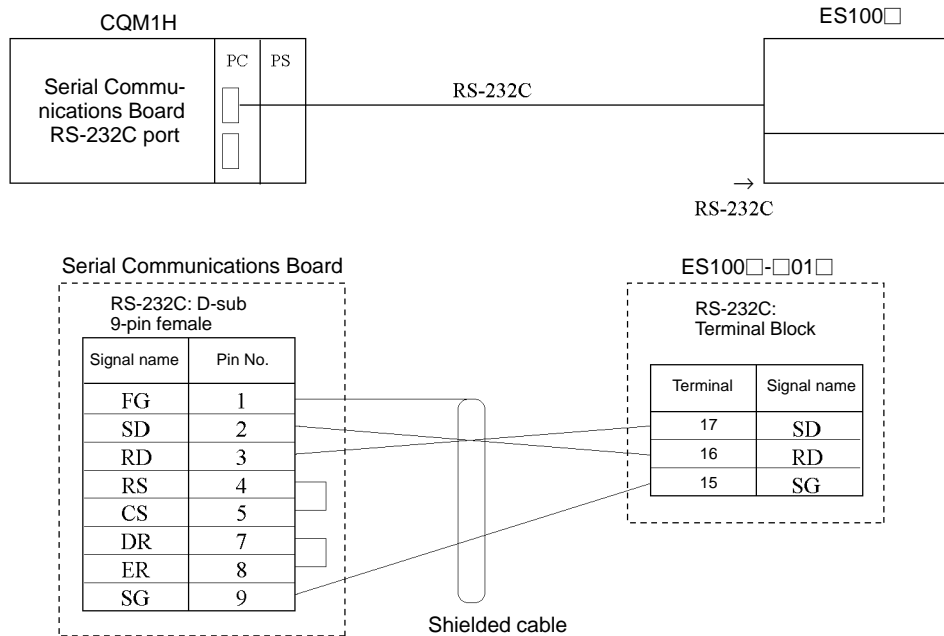 CQM1H
ES100□
PC PS
Serial Commu-
nications Board
RS-232C port
RS-232C
→
RS-232C
Serial Communications Board
RS-232C: D-sub
9-pin female
Signal name Pin No.
FG 1
SD 2
RD 3
RS 4
CS 5
DR 7
ER 8
SG 9
ES100□-□01□
RS-232C:
Terminal Block
Terminal Signal name
17 SD
16 RD
15 SG
Shielded cable